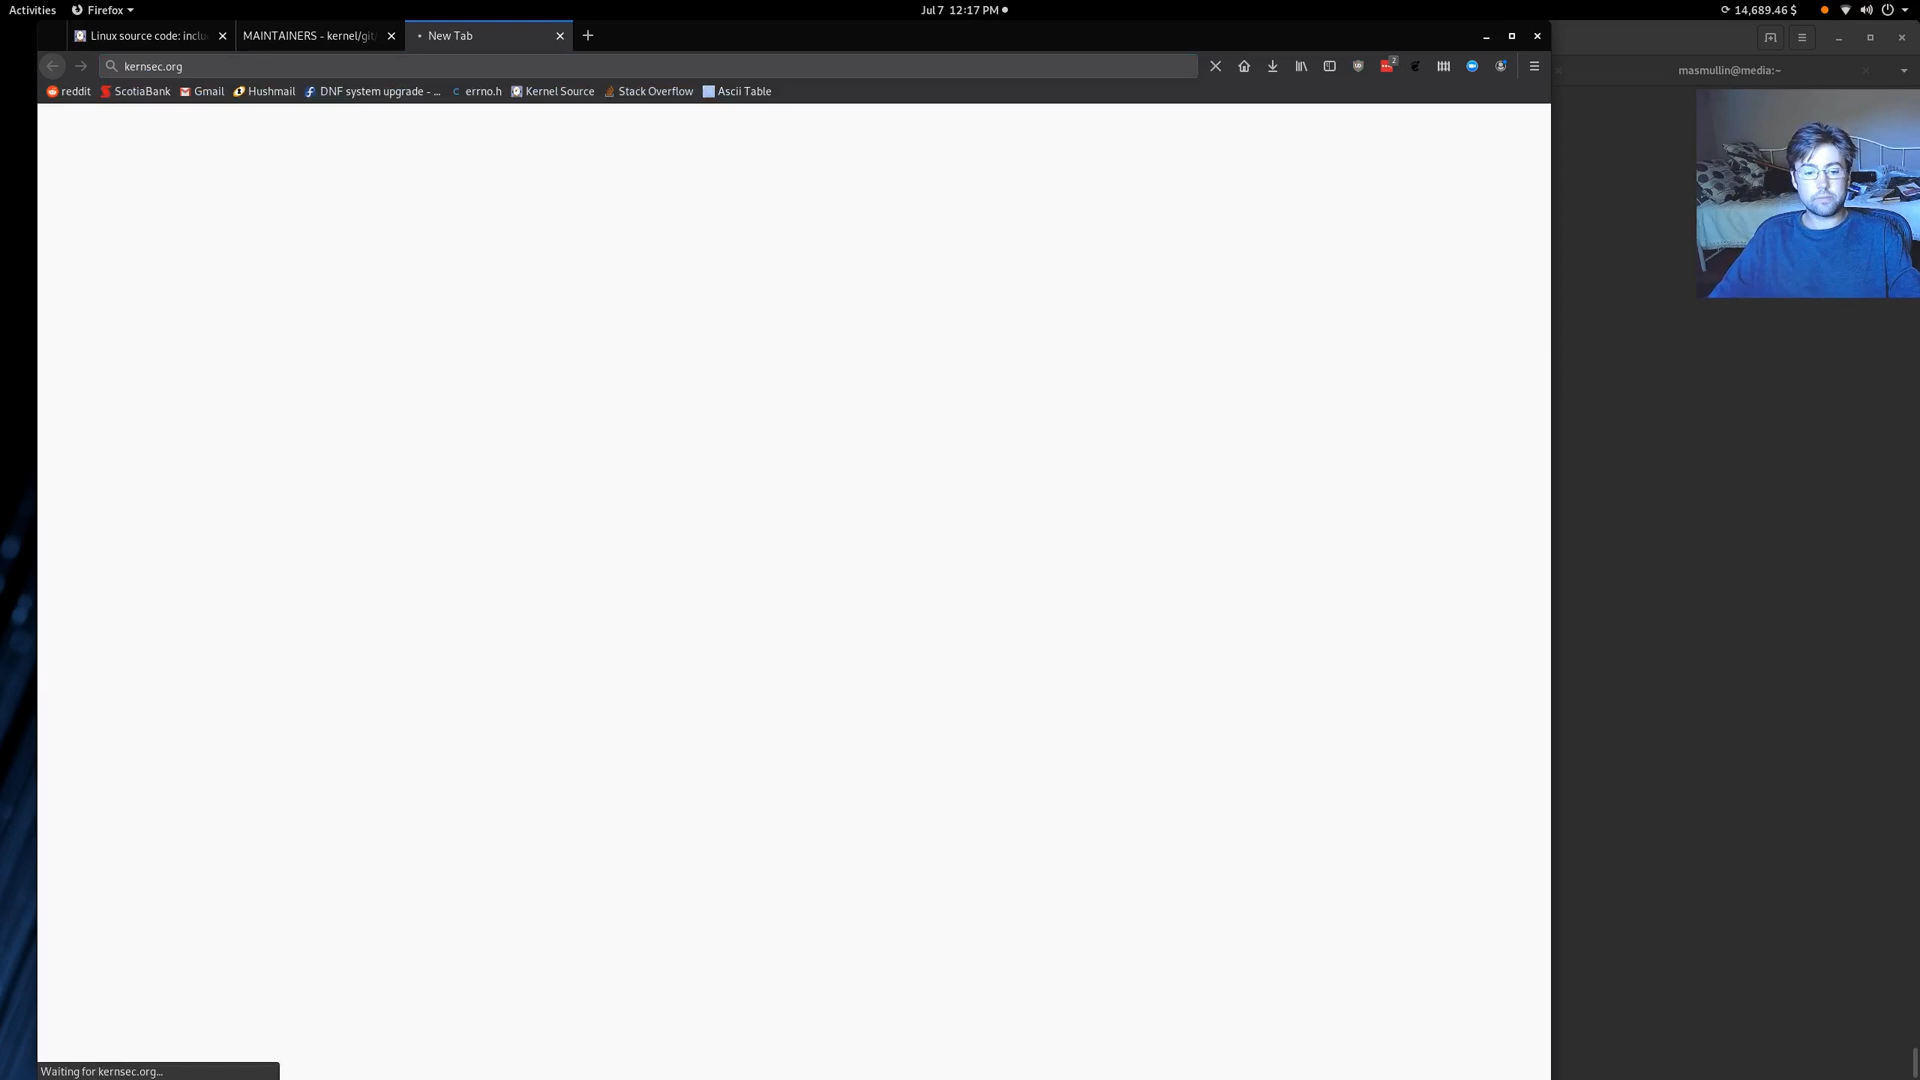 Activities
Firefox
Jul 7 12:17 PM
14,689.46 $
Linux source code: inclu
MAINTAINERS - kernel/git/
New Tab
kernsec.org
2
masmullin@media:~
reddit
ScotiaBank
Gmail
Hushmail
DNF system upgrade - ...
errno.h
Kernel Source
Stack Overflow
Ascii Table
Waiting for kernsec.org...